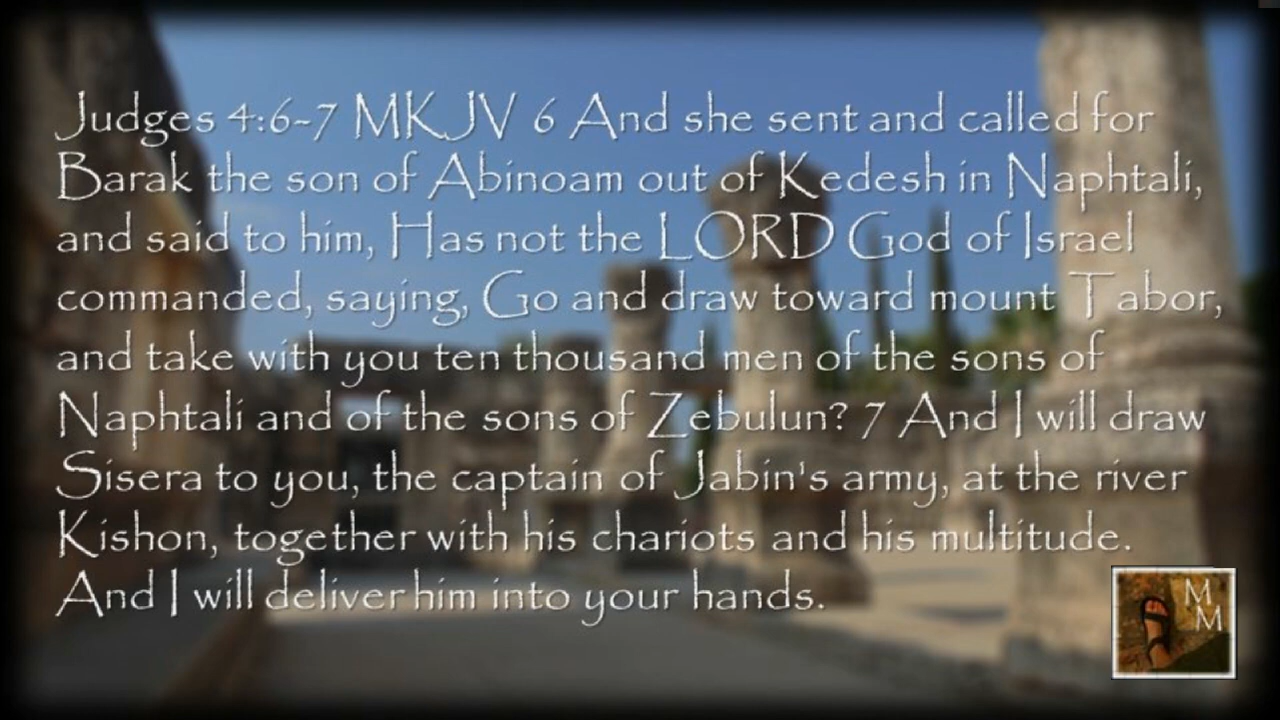 Judges 4:6-7 MKJV 6 And she sent and called for
Barak the son of Abinoam out of Kedesh in Naphtali,
and said to him, Has not the LORD God of Israel
commanded, saying, Go and draw toward mount Tabor,
and take with you ten thousand men of the sons of
Naphtali and of the sons of Zebulun? 7 And I will draw
Sisera to you, the captain of Jabin's army, at the river
Kishon, together with his chariots and his multitude.
And I will deliver him into your hands.
M
M